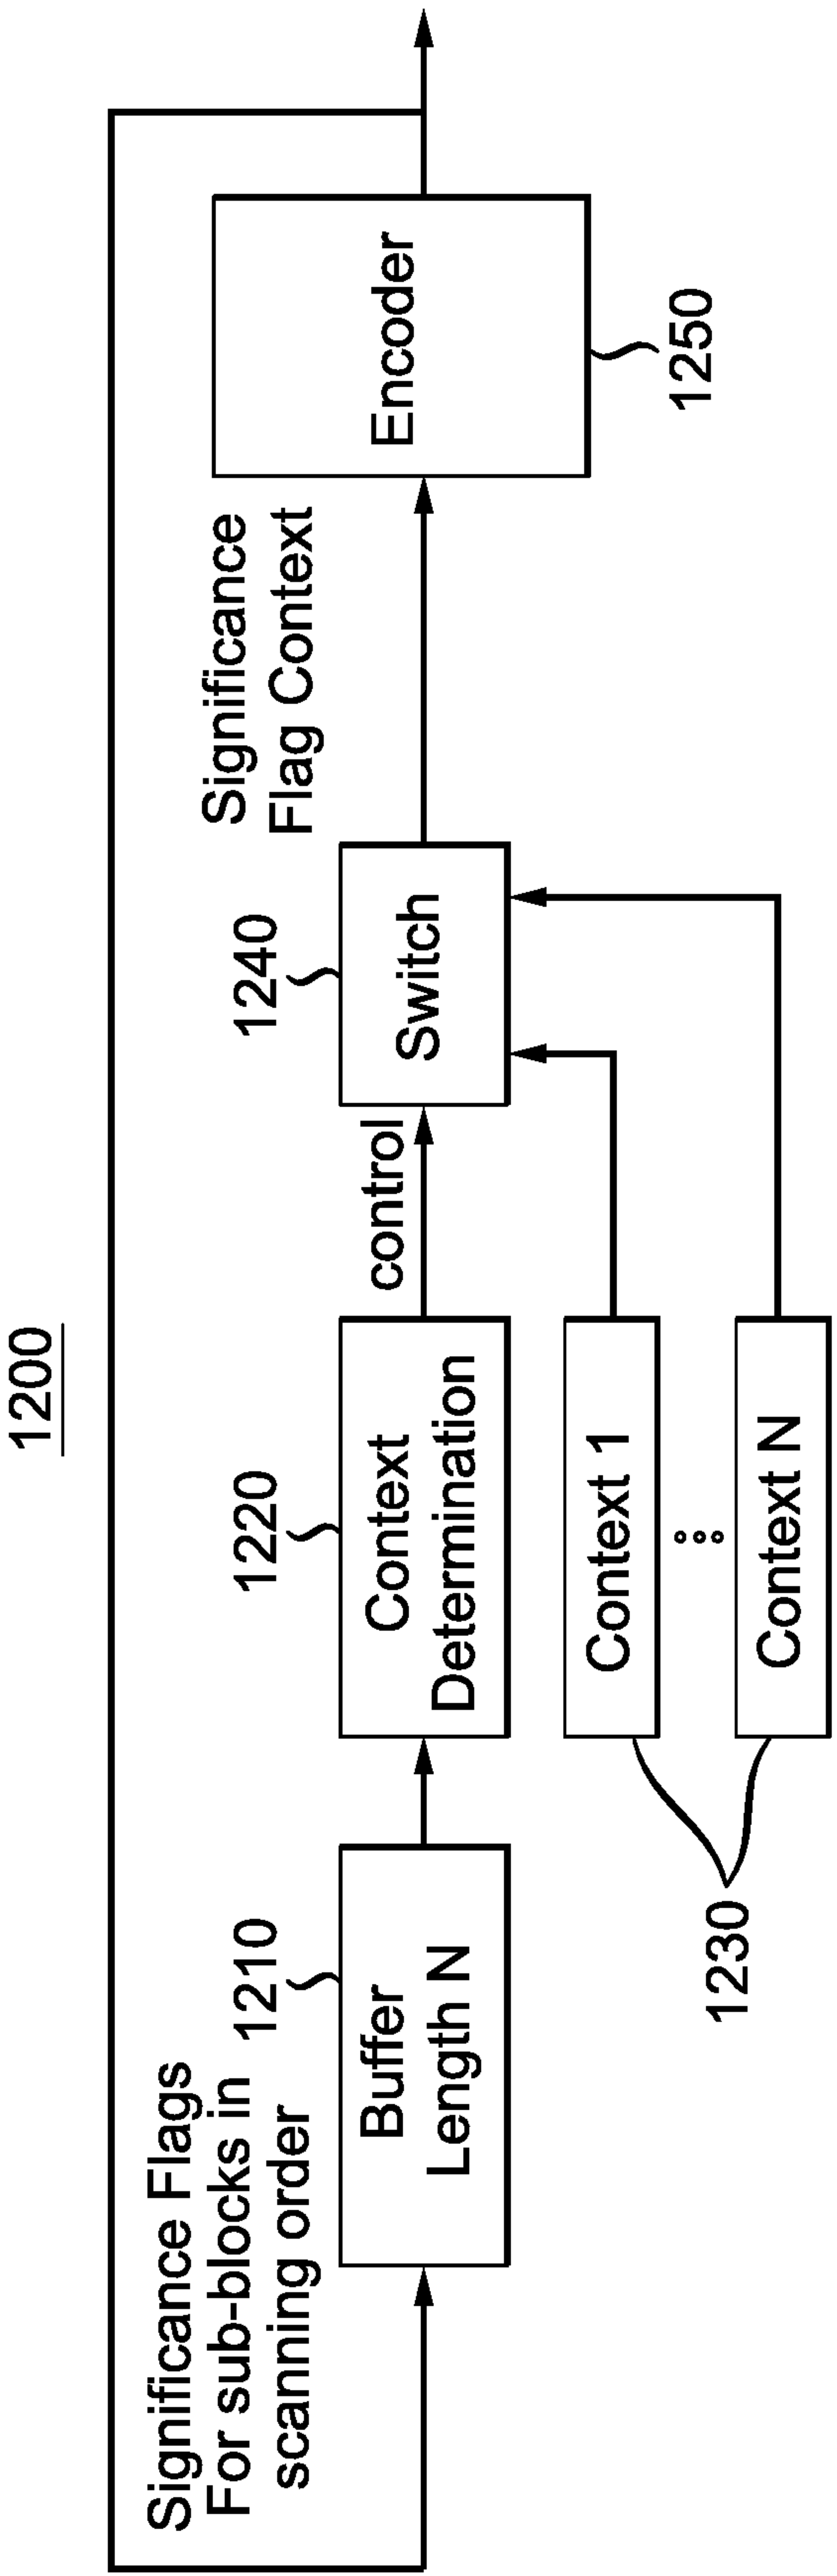 1200
Significance Flags
For sub-blocks in
scanning order
1210
Buffer
Length N
1220
Context
Determination
control
1240
Switch
Significance
Flag Context
Encoder
1250
Context 1
Context N
1230